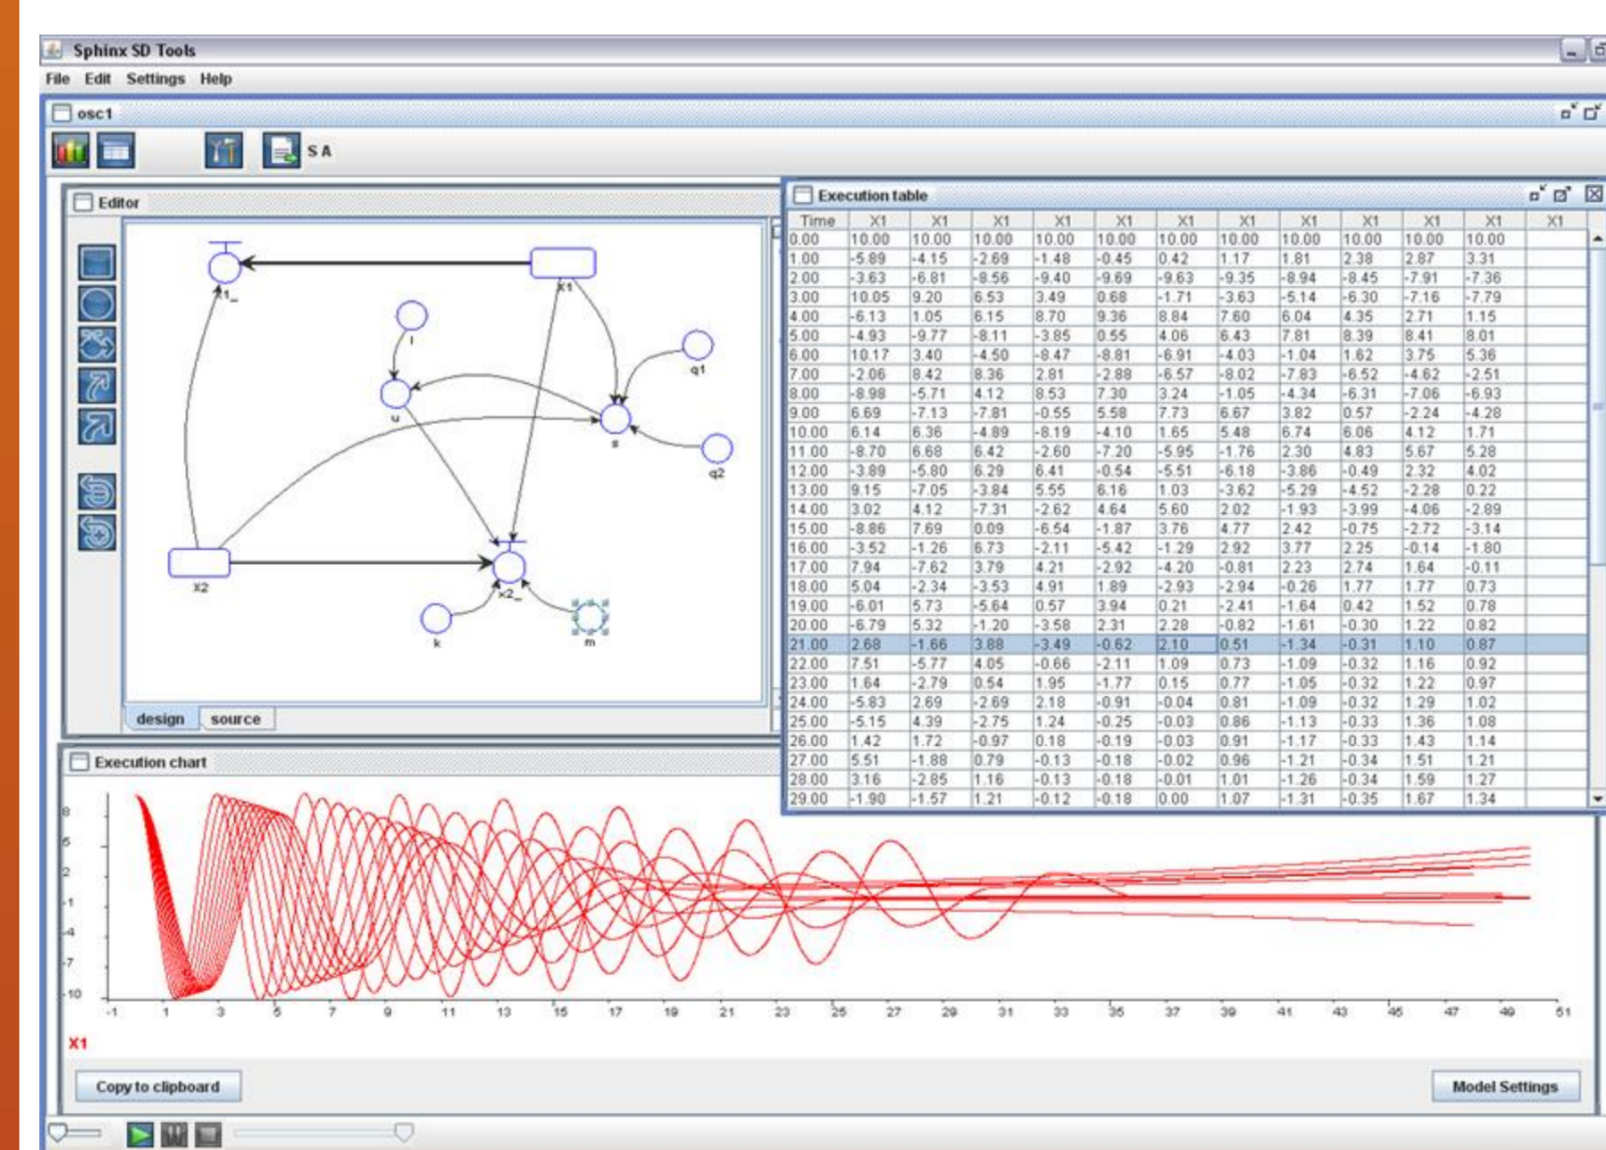 Sphinx SD Tools
File Edit Settings Help
osc1
S A
Editor
x1_
X1
l
q1
u
s
q2
X2
x2_
k
m
design source
Execution table
Time X1 X1 X1 X1 X1 X1 X1 X1 X1 X1 X1 X1
0.00 10.00 10.00 10.00 10.00 10.00 10.00 10.00 10.00 10.00 10.00 10.00
1.00 -5.89 -4.15 -2.69 -1.48 -0.45 0.42 1.17 1.81 2.38 2.87 3.31
2.00 -3.63 -6.81 -8.56 -9.40 -9.69 -9.63 -9.35 -8.94 -8.45 -7.91 -7.36
3.00 10.05 9.20 6.53 3.49 0.68 -1.71 -3.63 -5.14 -6.30 -7.16 -7.79
4.00 -6.13 1.05 6.15 8.70 9.36 8.84 7.60 6.04 4.35 2.71 1.15
5.00 -4.93 -9.77 -8.11 -3.85 0.55 4.06 6.43 7.81 8.39 8.41 8.01
6.00 10.17 3.40 -4.50 -8.47 -8.81 -6.91 -4.03 -1.04 1.62 3.75 5.36
7.00 -2.06 8.42 8.36 2.81 -2.88 -6.57 -8.02 -7.83 -6.52 -4.62 -2.51
8.00 -8.98 -5.71 4.12 8.53 7.30 3.24 -1.05 -4.34 -6.31 -7.06 -6.93
9.00 6.69 -7.13 -7.81 -0.55 5.58 7.73 6.67 3.82 0.57 -2.24 -4.28
10.00 6.14 6.36 -4.89 -8.19 -4.10 1.65 5.48 6.74 6.06 4.12 1.71
11.00 -8.70 6.68 6.42 -2.60 -7.20 -5.95 -1.76 2.30 4.83 5.67 5.28
12.00 -3.89 -5.80 6.29 6.41 -0.54 -5.51 -6.18 -3.86 -0.49 2.32 4.02
13.00 9.15 -7.05 -3.84 5.55 6.16 1.03 -3.62 -5.29 -4.52 -2.28 0.22
14.00 3.02 4.12 -7.31 -2.62 4.64 5.60 2.02 -1.93 -3.99 -4.06 -2.89
15.00 -8.86 7.69 0.09 -6.54 -1.87 3.76 4.77 2.42 -0.75 -2.72 -3.14
16.00 -3.52 -1.26 6.73 -2.11 -5.42 -1.29 2.92 3.77 2.25 -0.14 -1.80
17.00 7.94 -7.62 3.79 4.21 -2.92 -4.20 -0.81 2.23 2.74 1.64 -0.11
18.00 5.04 -2.34 -3.53 4.91 1.89 -2.93 -2.94 -0.26 1.77 1.77 0.73
19.00 -6.01 5.73 -5.64 0.57 3.94 0.21 -2.41 -1.64 0.42 1.52 0.78
20.00 -6.79 5.32 -1.20 -3.58 2.31 2.28 -0.82 -1.61 -0.30 1.22 0.82
21.00 2.68 -1.66 3.88 -3.49 -0.62 2.10 0.51 -1.34 -0.31 1.10 0.87
22.00 7.51 -5.77 4.05 -0.66 -2.11 1.09 0.73 -1.09 -0.32 1.16 0.92
23.00 1.64 -2.79 0.54 1.95 -1.77 0.15 0.77 -1.05 -0.32 1.22 0.97
24.00 -5.83 2.69 -2.69 2.18 -0.91 -0.04 0.81 -1.09 -0.32 1.29 1.02
25.00 -5.15 4.39 -2.75 1.24 -0.25 -0.03 0.86 -1.13 -0.33 1.36 1.08
26.00 1.42 1.72 -0.97 0.18 -0.19 -0.03 0.91 -1.17 -0.33 1.43 1.14
27.00 5.51 -1.88 0.79 -0.13 -0.18 -0.02 0.96 -1.21 -0.34 1.51 1.21
28.00 3.16 -2.85 1.16 -0.13 -0.18 -0.01 1.01 -1.26 -0.34 1.59 1.27
29.00 -1.90 -1.57 1.21 -0.12 -0.18 0.00 1.07 -1.31 -0.35 1.67 1.34
Execution chart
8
5
2
-1
-4
-7
-10
-1 1 3 5 7 9 11 13 15 17 19 21 23 25 27 29 31 33 35 37 39 41 43 45 47 49 51
X1
Copy to clipboard Model Settings